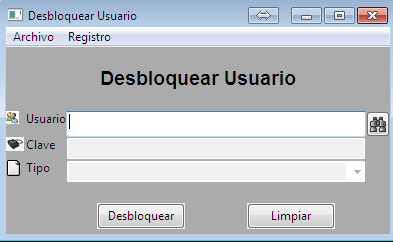 Desbloquear Usuario
Archivo Registro
Desbloquear Usuario
Usuario
Clave
Tipo
Desbloquear Limpiar